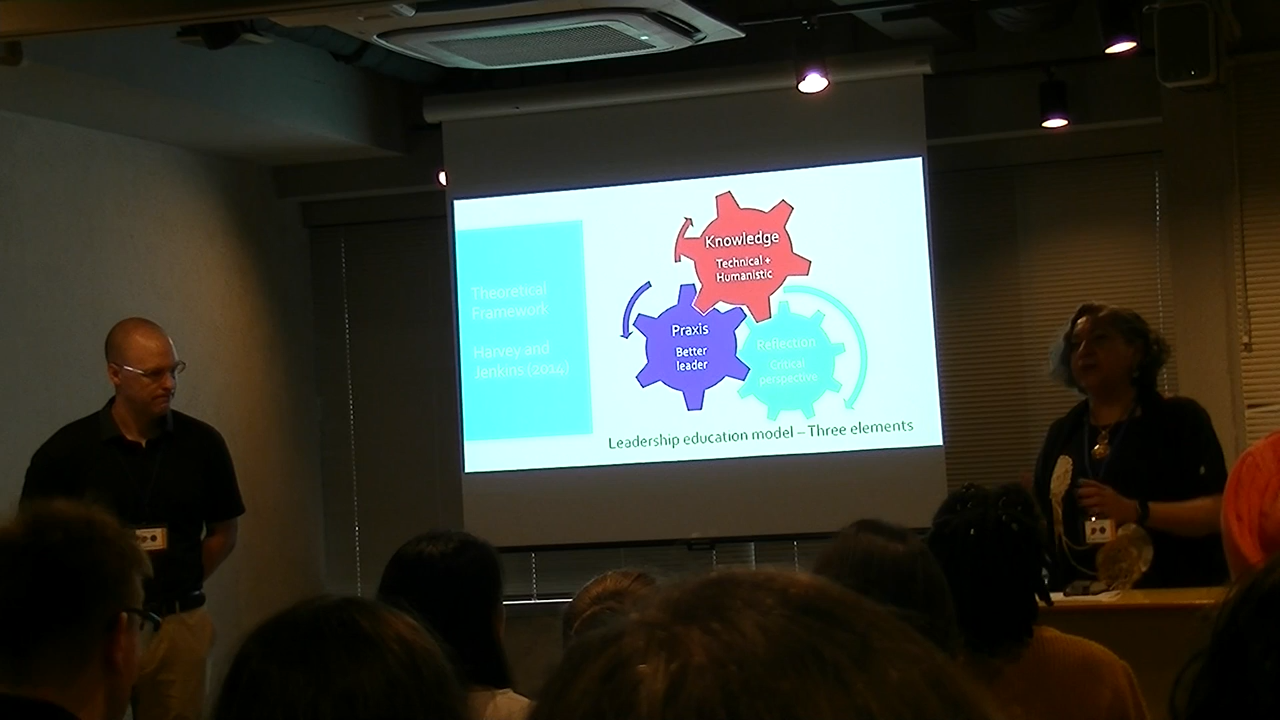 Theoretical
Framework
Harvey and
Jenkins (2014)
Knowledge
Technical +
Humanistic
Praxis
Better
leader
Reflection
Critical
perspective
Leadership education model – Three elements